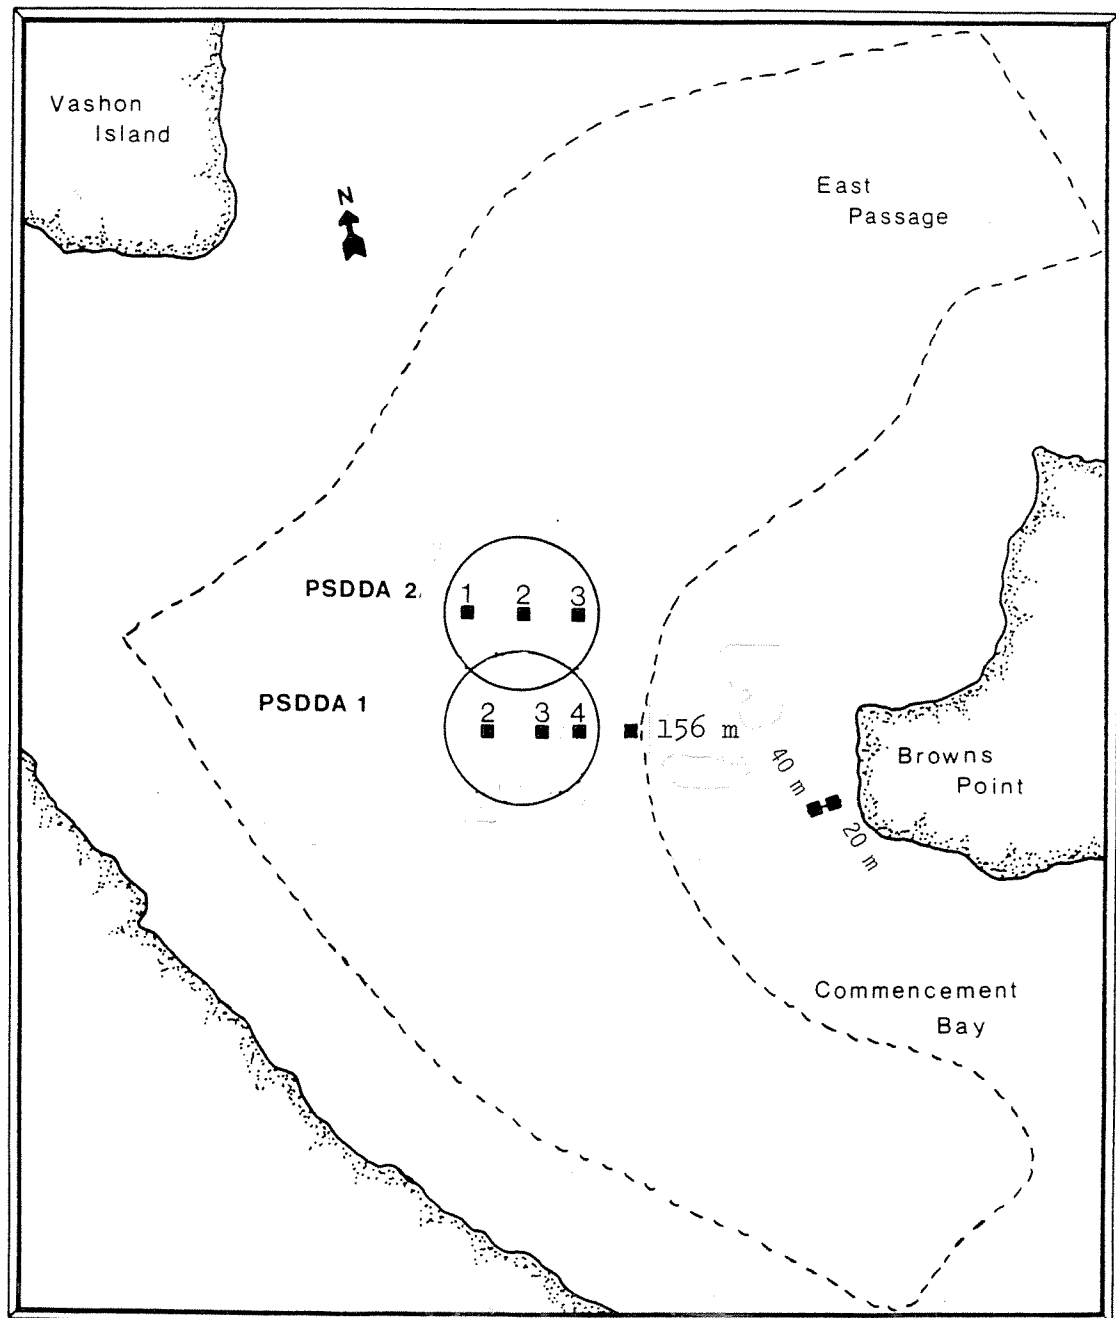 Vashon
Island
N
East
Passage
PSDDA 2
1 2 3
PSDDA 1
2 3 4
156 m
40 m
20 m
Browns
Point
Commencement
Bay